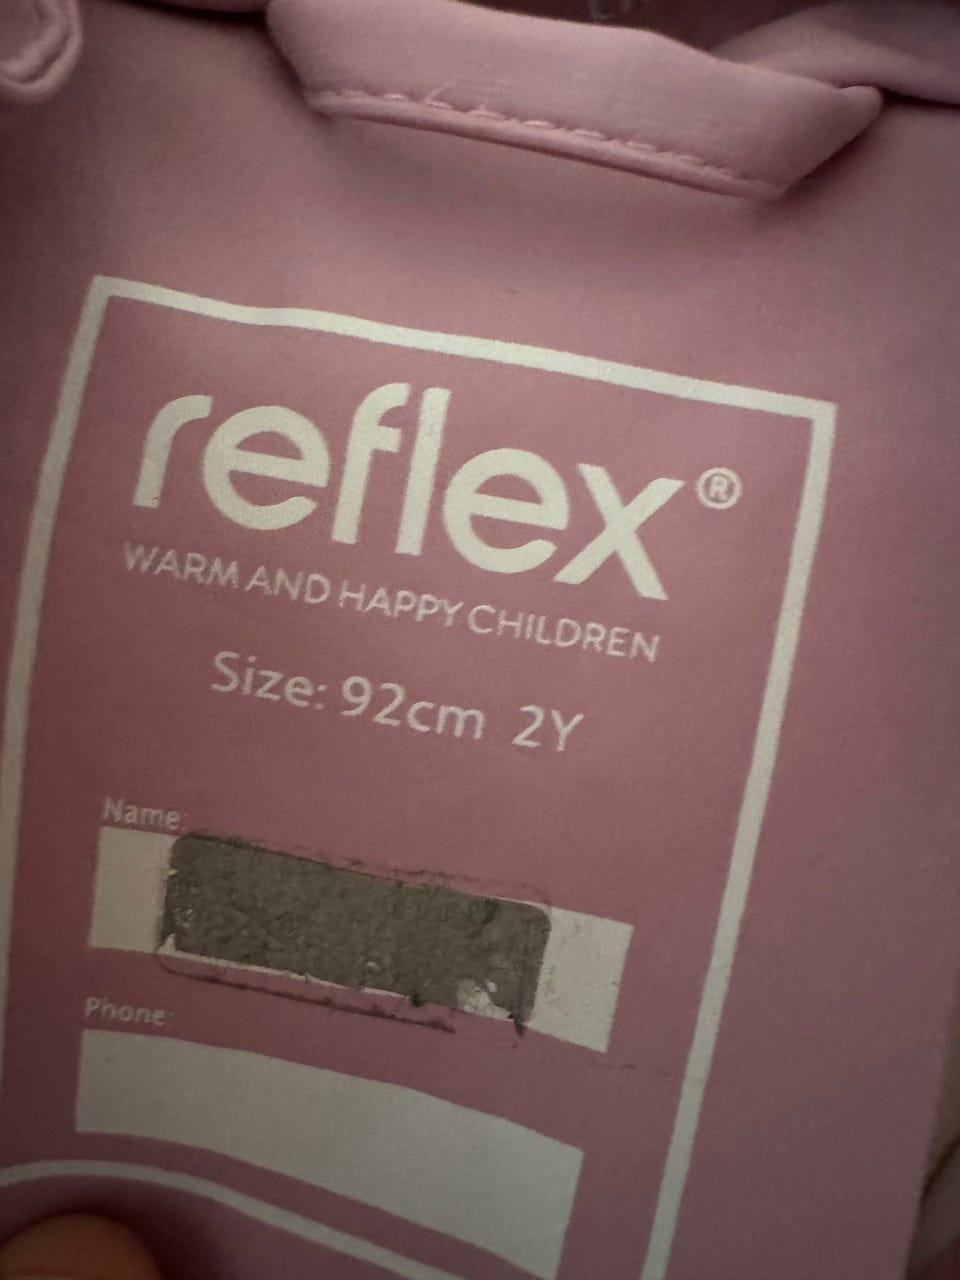 reflex®
WARM AND HAPPY CHILDREN
Size: 92cm 2Y
Name:
Phone: